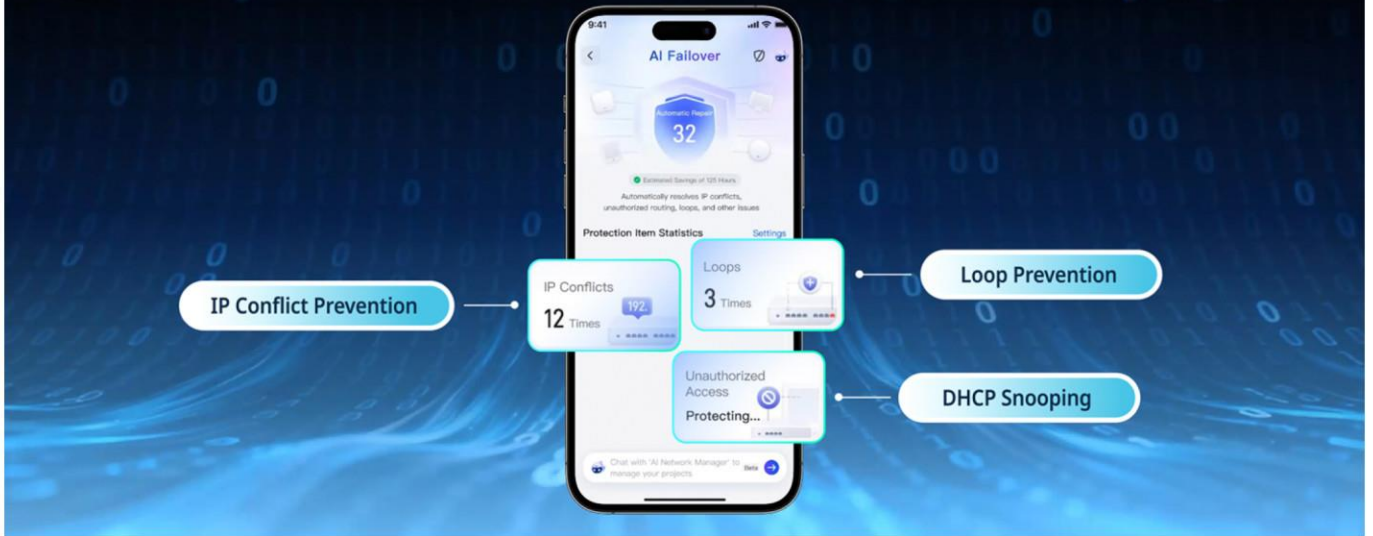 9:41
AI Failover
Automatic Repair
32
Estimated Savings of 125 Hours
Automatically resolves IP conflicts,
unauthorized routing, loops, and other issues
Protection Item Statistics
Settings
IP Conflict Prevention
IP Conflicts
12 Times
192.
Loops
3 Times
Loop Prevention
Unauthorized
Access
Protecting...
DHCP Snooping
Chat with 'AI Network Manager' to
manage your projects
Beta